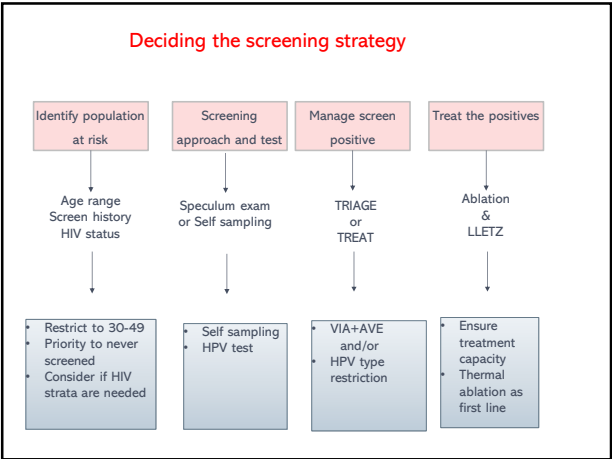 Deciding the screening strategy
Identify population
at risk
Screening
approach and test
Manage screen
positive
Treat the positives
Age range
Screen history
HIV status
Speculum exam
or Self sampling
TRIAGE
or
TREAT
Ablation
&
LLETZ
• Restrict to 30-49
• Priority to never
screened
• Consider if HIV
strata are needed
• Self sampling
• HPV test
• VIA+AVE
and/or
• HPV type
restriction
• Ensure
treatment
capacity
• Thermal
ablation as
first line